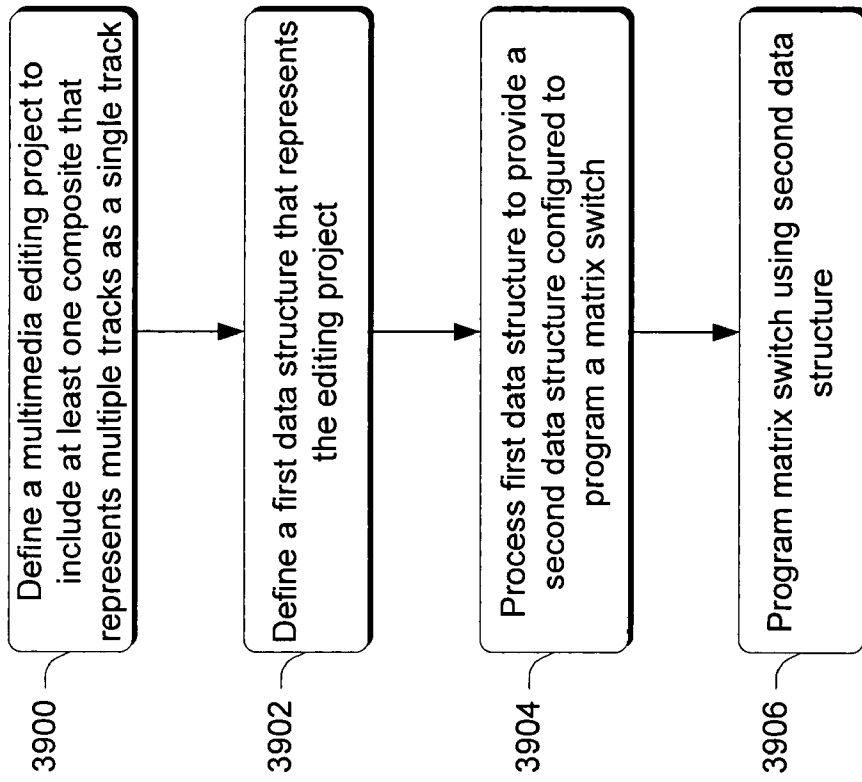 3900
Define a multimedia editing project to
include at least one composite that
represents multiple tracks as a single track
3902
Define a first data structure that represents
the editing project
3904
Process first data structure to provide a
second data structure configured to
program a matrix switch
3906
Program matrix switch using second data
structure